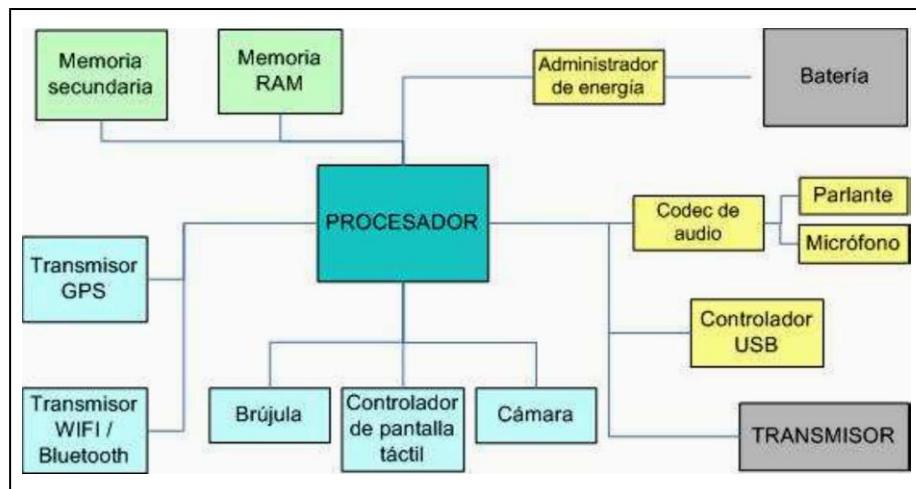 Memoria
secundaria
Memoria
RAM
Administrador
de energía
Batería
PROCESADOR
Codec de
audio
Parlante
Micrófono
Transmisor
GPS
Controlador
USB
Transmisor
WIFI /
Bluetooth
Brújula
Controlador
de pantalla
táctil
Cámara
TRANSMISOR